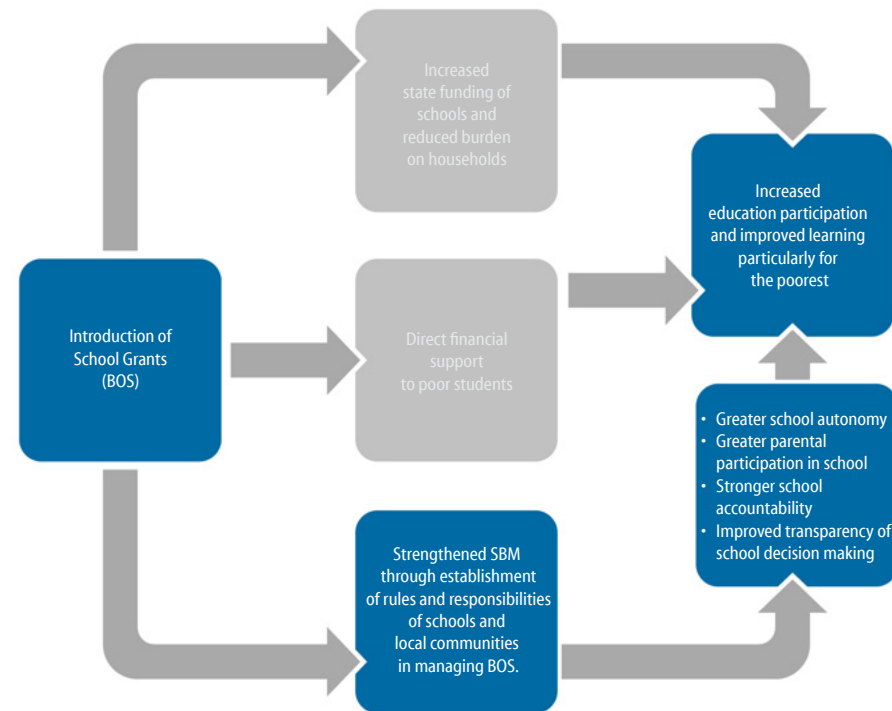 Increased
state funding of
schools and
reduced burden
on households
Increased
education participation
and improved learning
particularly for
the poorest
Introduction of
School Grants
(BOS)
Direct financial
support
to poor students
• Greater school autonomy
• Greater parental
participation in school
• Stronger school
accountability
• Improved transparency of
school decision making
Strengthened SBM
through establishment
of rules and responsibilities
of schools and
local communities
in managing BOS.